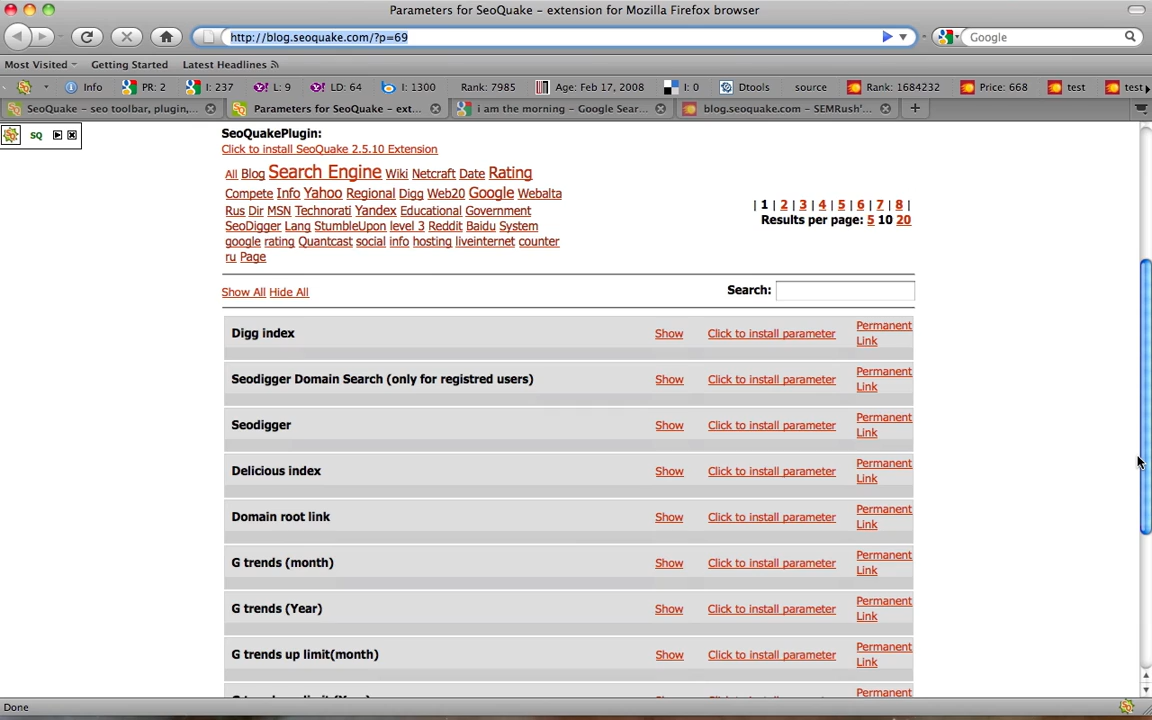 Parameters for SeoQuake – extension for Mozilla Firefox browser
http://blog.seoquake.com/?p=69
Google
Most Visited Getting Started Latest Headlines
Info PR: 2 I: 237 L: 9 LD: 64 I: 1300 Rank: 7985 Age: Feb 17, 2008 I: 0 Dtools source Rank: 1684232 Price: 668 test test
SeoQuake – seo toolbar, plugin,... Parameters for SeoQuake – ext... i am the morning – Google Sear... blog.seoquake.com – SEMRush'...
SQ
SeoQuakePlugin:
Click to install SeoQuake 2.5.10 Extension
All Blog Search Engine Wiki Netcraft Date Rating
Compete Info Yahoo Regional Digg Web20 Google Webalta
Rus Dir MSN Technorati Yandex Educational Government
SeoDigger Lang StumbleUpon level 3 Reddit Baidu System
google rating Quantcast social info hosting liveinternet counter
ru Page
| 1 | 2 | 3 | 4 | 5 | 6 | 7 | 8 |
Results per page: 5 10 20
Show All Hide All
Search:
Digg index Show Click to install parameter Permanent Link
Seodigger Domain Search (only for registred users) Show Click to install parameter Permanent Link
Seodigger Show Click to install parameter Permanent Link
Delicious index Show Click to install parameter Permanent Link
Domain root link Show Click to install parameter Permanent Link
G trends (month) Show Click to install parameter Permanent Link
G trends (Year) Show Click to install parameter Permanent Link
G trends up limit(month) Show Click to install parameter Permanent Link
Permanent
Done